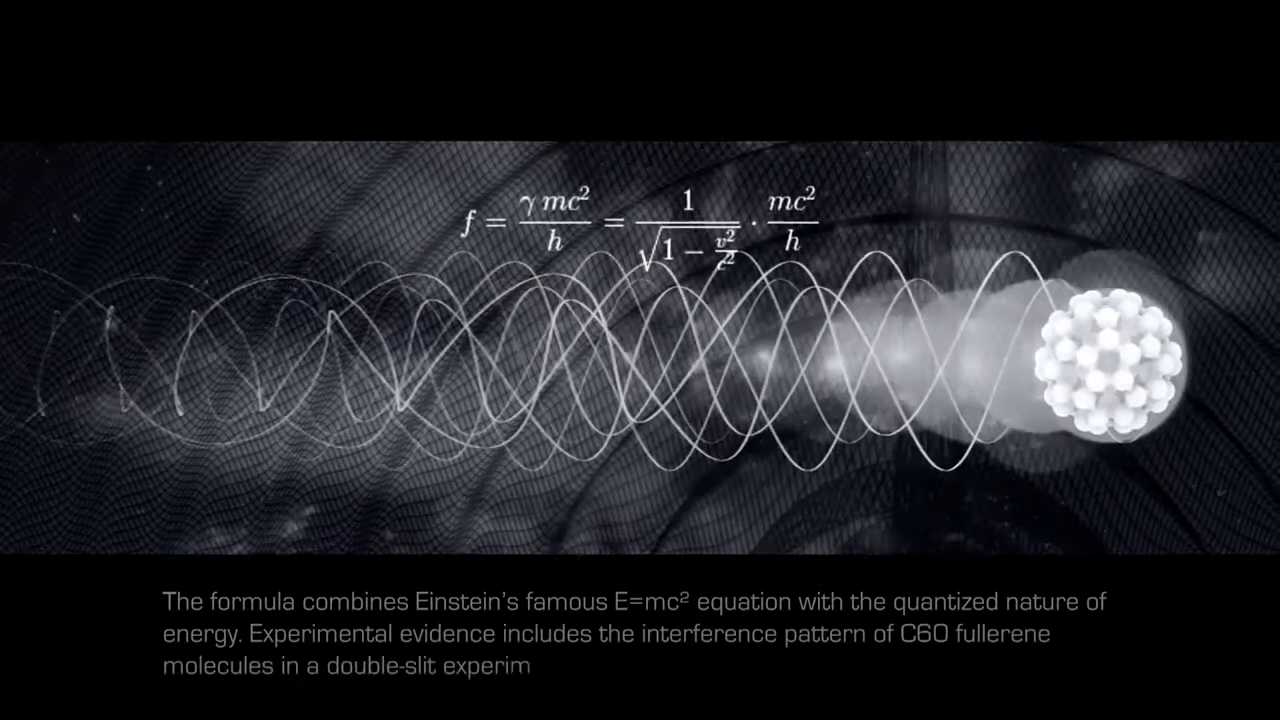 f = γ mc² / h = 1 / √(1 − v²/c²) · mc² / h
The formula combines Einstein's famous E=mc² equation with the quantized nature of
energy. Experimental evidence includes the interference pattern of C60 fullerene
molecules in a double-slit experim